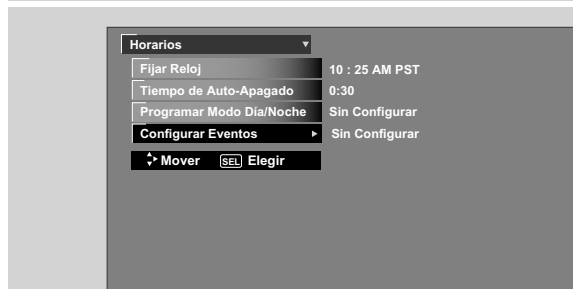 Horarios
Fijar Reloj 10 : 25 AM PST
Tiempo de Auto-Apagado 0:30
Programar Modo Día/Noche Sin Configurar
Configurar Eventos Sin Configurar
Mover SEL Elegir